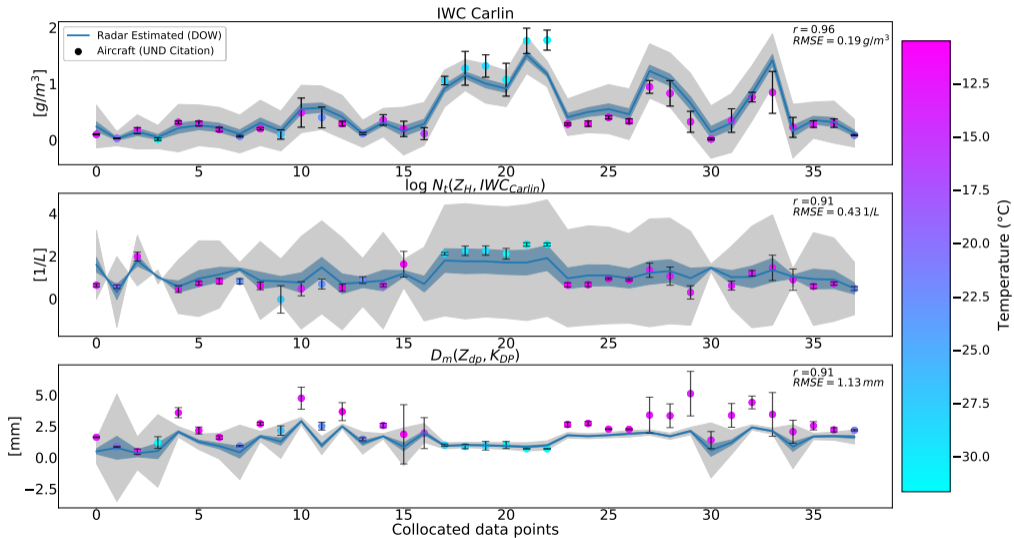 IWC Carlin
Radar Estimated (DOW)
Aircraft (UND Citation)
r = 0.96
RMSE = 0.19 g/m³
[g/m³]
2
1
0
0 5 10 15 20 25 30 35
log Nₜ(Z_H, IWC_Carlin)
r =0.91
RMSE = 0.43 1/L
[1/L]
4
2
0
0 5 10 15 20 25 30 35
Dₘ(Z_dp, K_DP)
r =0.91
RMSE = 1.13 mm
[mm]
5.0
2.5
0.0
−2.5
0 5 10 15 20 25 30 35
Collocated data points
−12.5
−15.0
−17.5
−20.0
−22.5
−25.0
−27.5
−30.0
Temperature (°C)